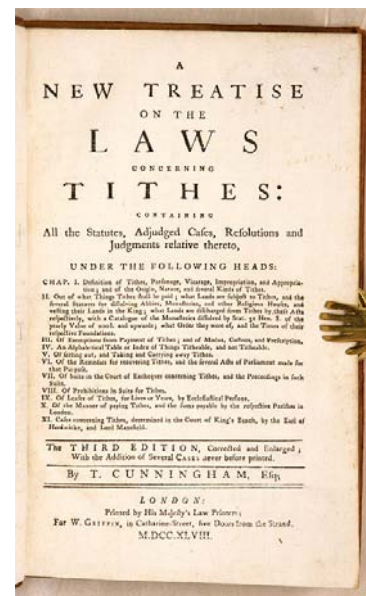 A
NEW TREATISE
ON THE
LAWS
CONCERNING
TITHES:
CONTAINING
All the Statutes, Adjudged Cases, Resolutions and
Judgments relative thereto,
UNDER THE FOLLOWING HEADS:
CHAP. I. Definition of Tithes, Parsonage, Vicarage, Impropriation, and Appropria-
tion; and of the Origin, Nature, and several Kinds of Tithes.
II. Out of what Things Tithes shall be paid; what Lands are subject to Tithes, and the
several Statutes for dissolving Abbies, Monasteries, and other Religious Houses, and
vesting their Lands in the King; what Lands are discharged from Tithes by these Acts
respectively, with a Catalogue of the Monasteries dissolved by Stat. 31 Hen. 8. of the
yearly Value of 200l. and upwards; what Order they were of, and the Times of their
respective Foundations.
III. Of Exemptions from Payment of Tithes; and of Modus, Custom, and Prescription.
IV. An Alphabetical Table or Index of Things Titheable, and not Titheable.
V. Of setting out, and Taking and Carrying away Tithes.
VI. Of the Remedies for recovering Tithes, and the several Acts of Parliament made for
that Purpose.
VII. Of Suits in the Court of Exchequer concerning Tithes, and the Proceedings in such
Suits.
VIII. Of Prohibitions in Suits for Tithes.
IX. Of Leases of Tithes, for Lives or Years, by Ecclesiastical Persons.
X. Of the Manner of paying Tithes, and the Sums payable by the respective Parishes in
London.
XI. Cases concerning Tithes, determined in the Court of King's Bench, by the Earl of
Hardwicke, and Lord Mansfield.
The THIRD EDITION, Corrected and Enlarged;
With the Addition of Several CASES never before printed.
By T. CUNNINGHAM, Esq;
LONDON:
Printed by His Majesty's Law Printers;
For W. GRIFFIN, in Catharine-Street, five Doors from the Strand.
M.DCC.XLVIII.